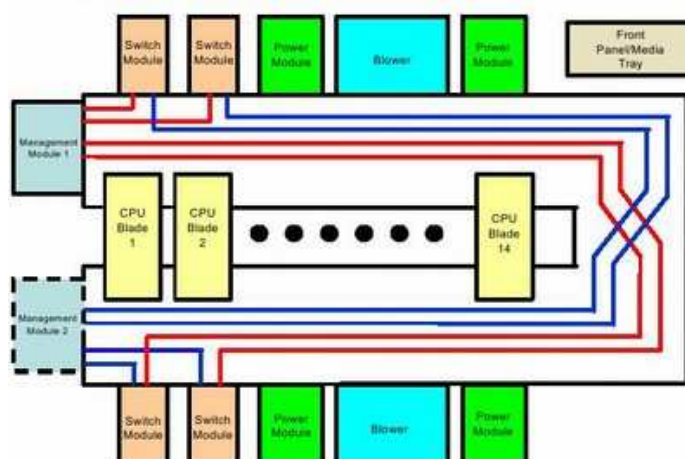 Switch
Module
Switch
Module
Power
Module
Blower
Power
Module
Front
Panel/Media
Tray
Management
Module 1
CPU
Blade
1
CPU
Blade
2
CPU
Blade
14
Management
Module 2
Switch
Module
Switch
Module
Power
Module
Blower
Power
Module